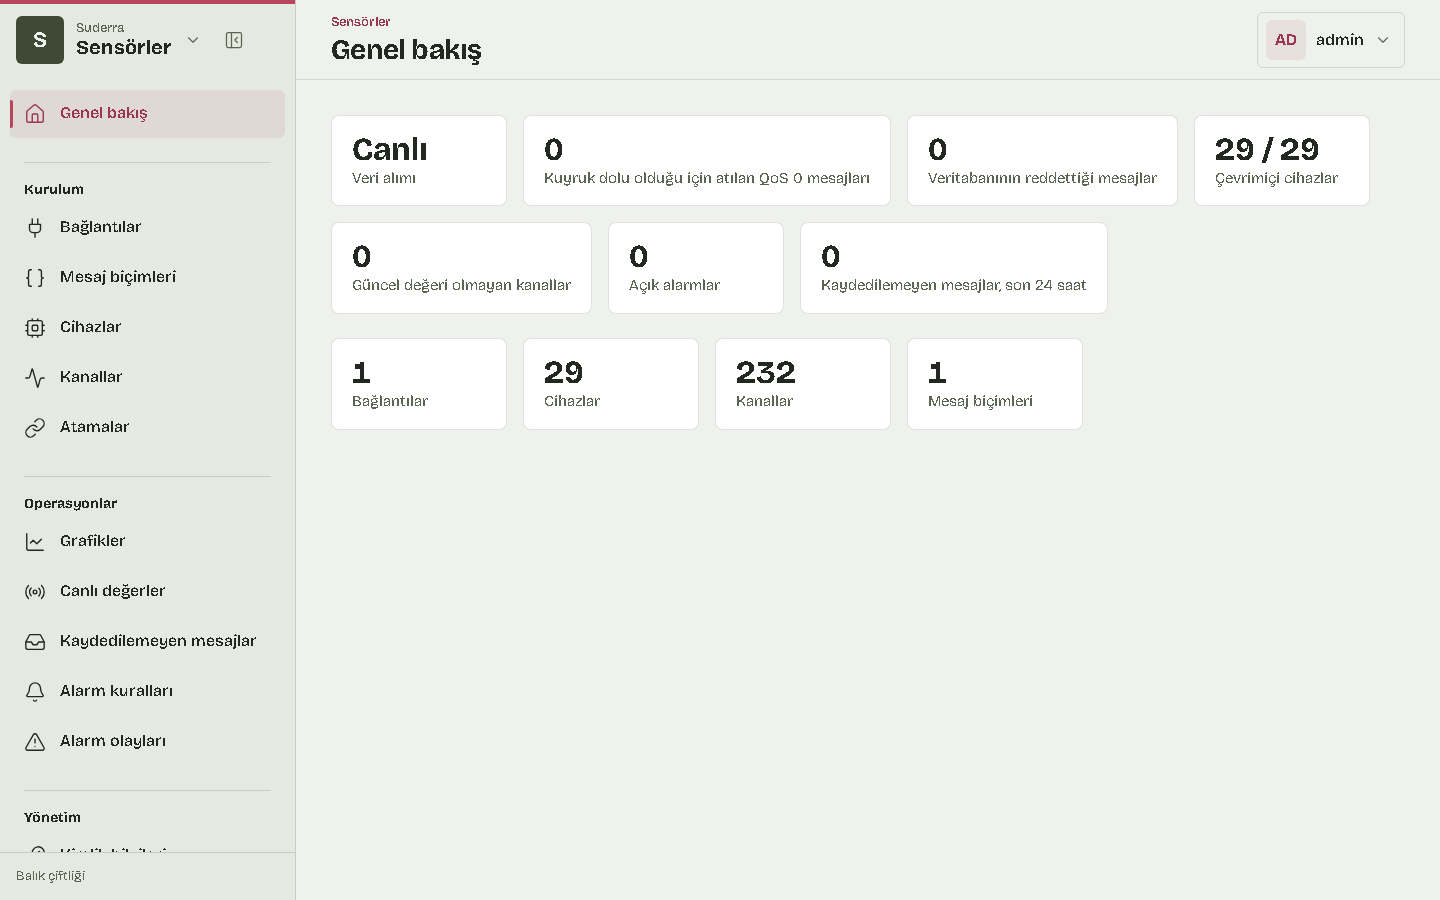 S
Suderra
Sensörler
Genel bakış
Kurulum
Bağlantılar
Mesaj biçimleri
Cihazlar
Kanallar
Atamalar
Operasyonlar
Grafikler
Canlı değerler
Kaydedilemeyen mesajlar
Alarm kuralları
Alarm olayları
Yönetim
Balık çiftliği
Sensörler
Genel bakış
AD
admin
Canlı
Veri alımı
0
Kuyruk dolu olduğu için atılan QoS 0 mesajları
0
Veritabanının reddettiği mesajlar
29 / 29
Çevrimiçi cihazlar
0
Güncel değeri olmayan kanallar
0
Açık alarmlar
0
Kaydedilemeyen mesajlar, son 24 saat
1
Bağlantılar
29
Cihazlar
232
Kanallar
1
Mesaj biçimleri